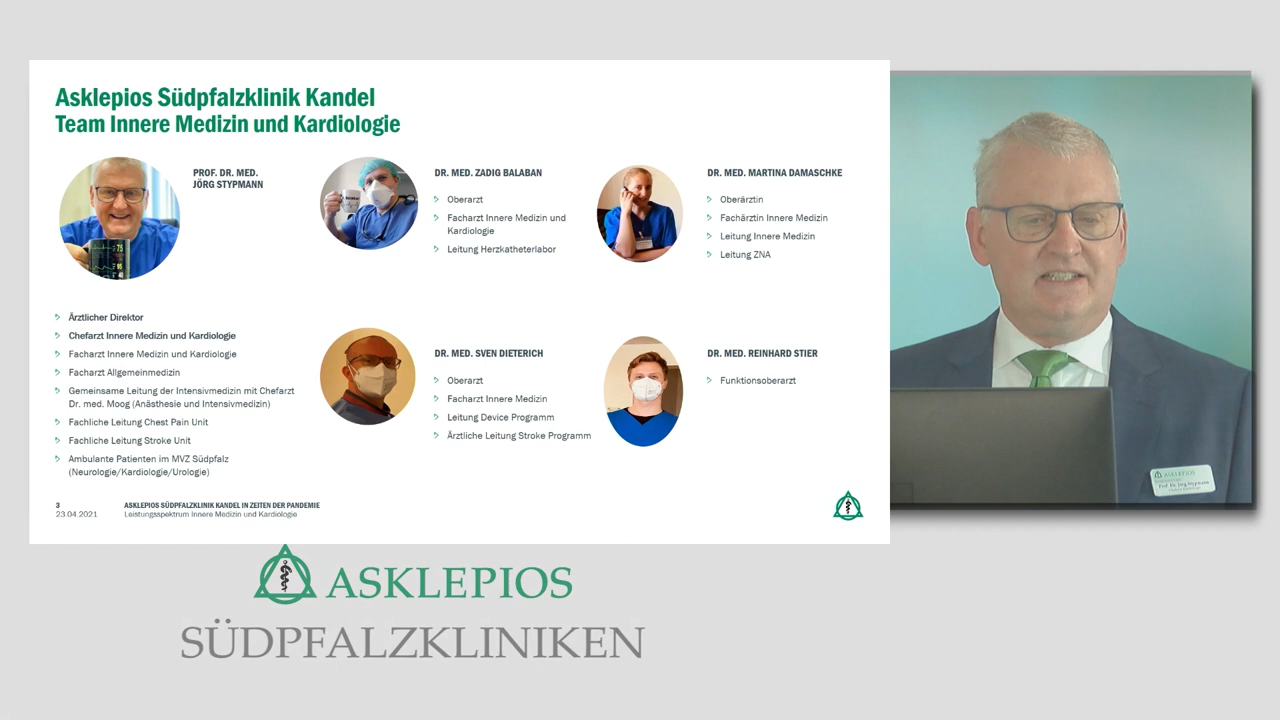 Asklepios Südpfalzklinik Kandel
Team Innere Medizin und Kardiologie
PROF. DR. MED.
JÖRG STYPMANN
Ärztlicher Direktor
Chefarzt Innere Medizin und Kardiologie
Facharzt Innere Medizin und Kardiologie
Facharzt Allgemeinmedizin
Gemeinsame Leitung der Intensivmedizin mit Chefarzt
Dr. med. Moog (Anästhesie und Intensivmedizin)
Fachliche Leitung Chest Pain Unit
Fachliche Leitung Stroke Unit
Ambulante Patienten im MVZ Südpfalz
(Neurologie/Kardiologie/Urologie)
DR. MED. ZADIG BALABAN
Oberarzt
Facharzt Innere Medizin und
Kardiologie
Leitung Herzkatheterlabor
DR. MED. MARTINA DAMASCHKE
Oberärztin
Fachärztin Innere Medizin
Leitung Innere Medizin
Leitung ZNA
DR. MED. SVEN DIETERICH
Oberarzt
Facharzt Innere Medizin
Leitung Device Programm
Ärztliche Leitung Stroke Programm
DR. MED. REINHARD STIER
Funktionsoberarzt
3
23.04.2021
ASKLEPIOS SÜDPFALZKLINIK KANDEL IN ZEITEN DER PANDEMIE
Leistungsspektrum Innere Medizin und Kardiologie
75
95
ASKLEPIOS
SÜDPFALZKLINIKEN
ASKLEPIOS
Prof. Dr. Jörg Stypmann